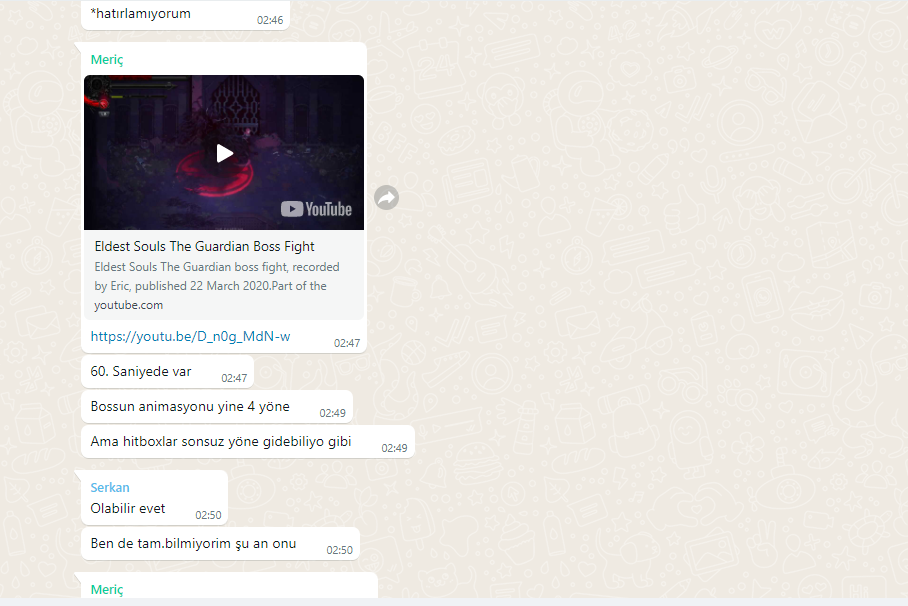 *hatırlamıyorum
02:46
Meriç
YouTube
Eldest Souls The Guardian Boss Fight
Eldest Souls The Guardian boss fight, recorded
by Eric, published 22 March 2020.Part of the
youtube.com
https://youtu.be/D_n0g_MdN-w
02:47
60. Saniyede var
02:47
Bossun animasyonu yine 4 yöne
02:49
Ama hitboxlar sonsuz yöne gidebiliyo gibi
02:49
Serkan
Olabilir evet
02:50
Ben de tam.bilmiyorim şu an onu
02:50
Meriç